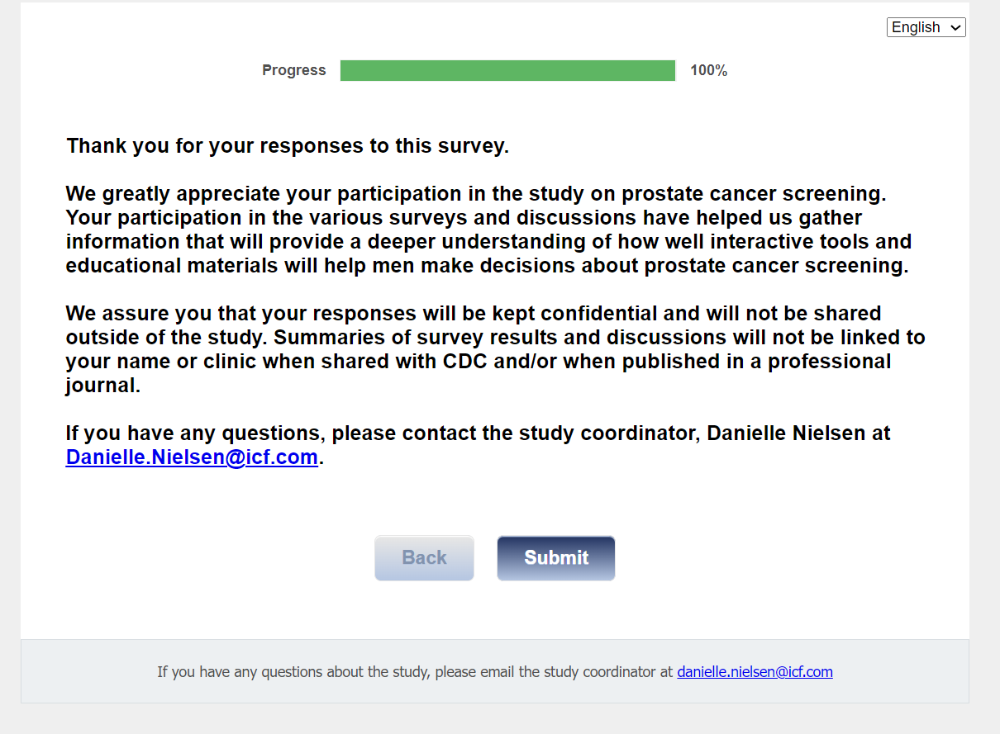 English
Progress 100%
Thank you for your responses to this survey.
We greatly appreciate your participation in the study on prostate cancer screening.
Your participation in the various surveys and discussions have helped us gather
information that will provide a deeper understanding of how well interactive tools and
educational materials will help men make decisions about prostate cancer screening.
We assure you that your responses will be kept confidential and will not be shared
outside of the study. Summaries of survey results and discussions will not be linked to
your name or clinic when shared with CDC and/or when published in a professional
journal.
If you have any questions, please contact the study coordinator, Danielle Nielsen at
Danielle.Nielsen@icf.com.
Back Submit
If you have any questions about the study, please email the study coordinator at danielle.nielsen@icf.com